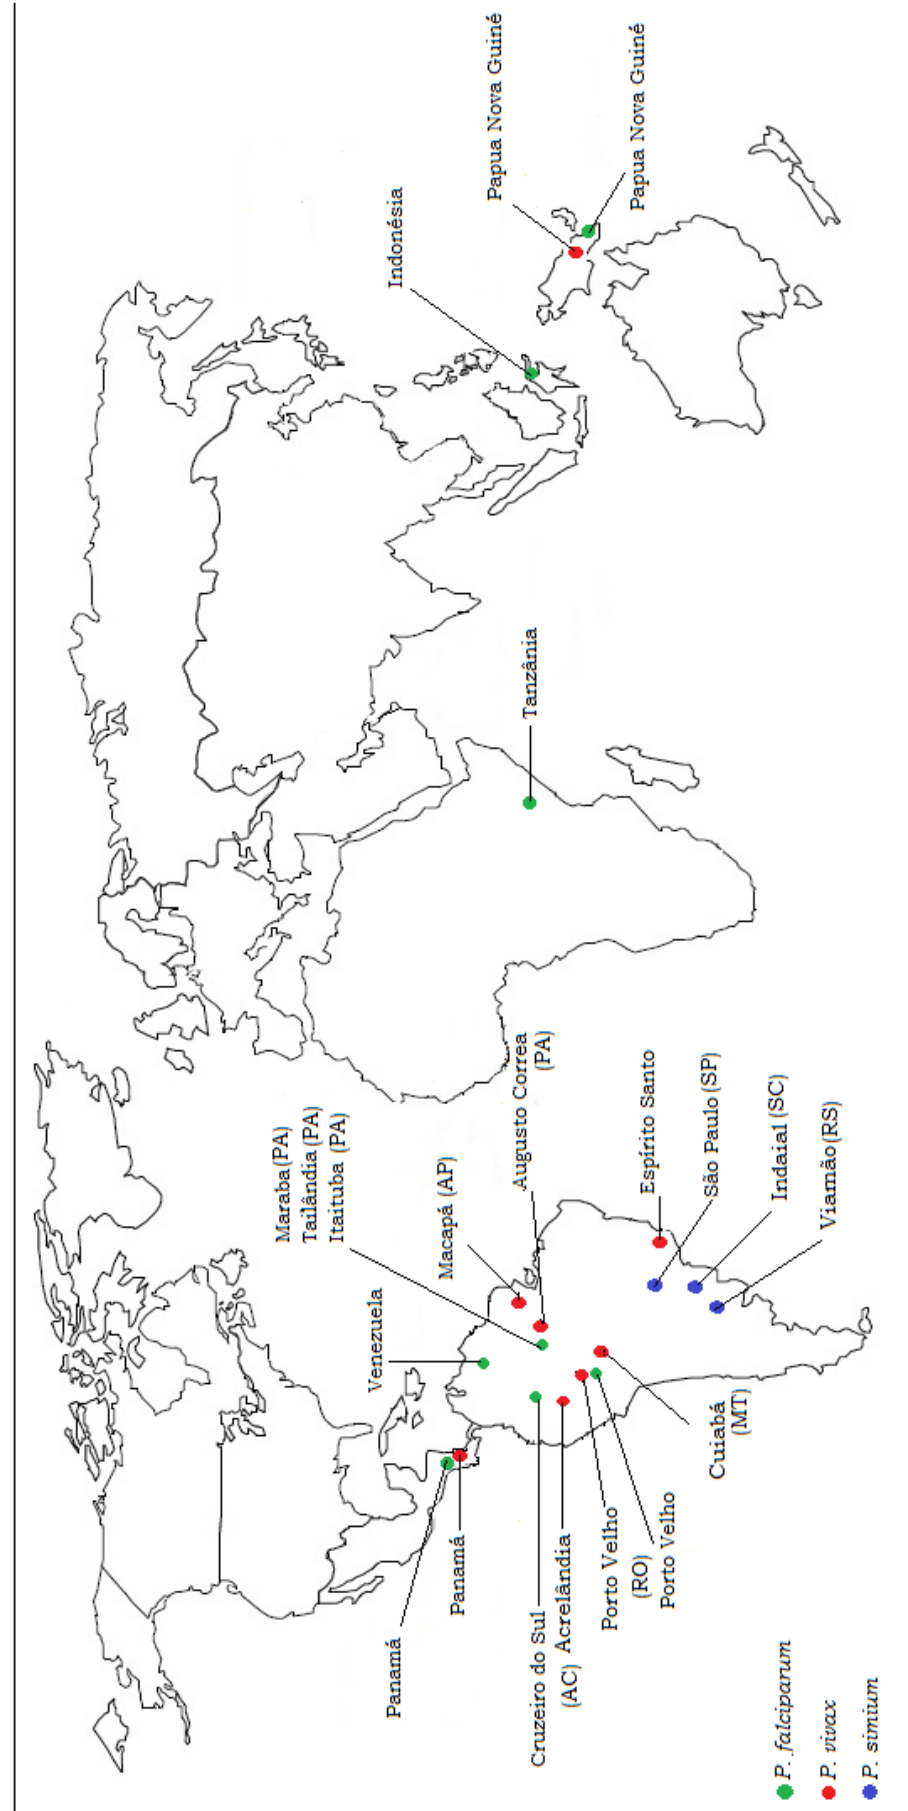 Papua Nova Guiné
Papua Nova Guiné
Indonésia
Tanzânia
Maraba(PA)
Tailândia(PA)
Itaituba (PA)
Augusto Correa
(PA)
Macapá (AP)
Venezuela
Espírito Santo
São Paulo(SP)
Indaial(SC)
Viamão(RS)
Cuiabá
(MT)
Panamá
Panamá
Cruzeiro do Sul
(AC) Acrelândia
Porto Velho
(RO)
Porto Velho
P. falciparum
P. vivax
P. simium